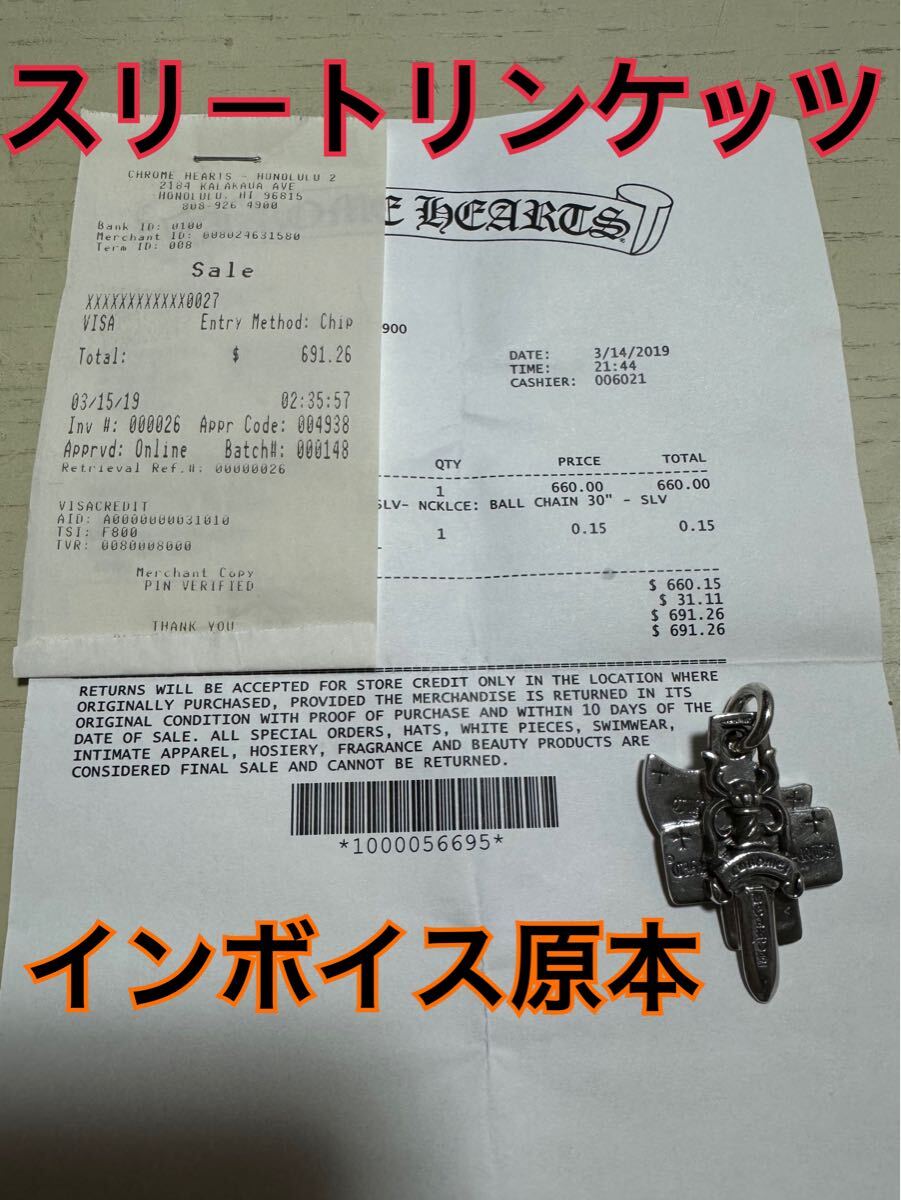 スリートリンケッツ
CHROME HEARTS - HONOLULU 2
2184 KALAKAUA AVE
HONOLULU, HI 96815
808-926 4900
Bank ID: 0100
Merchant ID: 008024631580
Term ID: 008
Sale
XXXXXXXXXXXX0027
VISA Entry Method: Chip
Total: $ 691.26
03/15/19 02:35:57
Inv #: 000026 Appr Code: 004938
Apprvd: Online Batch#: 000148
Retrieval Ref.#: 00000026
VISACREDIT
AID: A0000000031010
TSI: F800
TVR: 0080008000
Merchant Copy
PIN VERIFIED
THANK YOU
E HEARTS
900
DATE: 3/14/2019
TIME: 21:44
CASHIER: 006021
QTY PRICE TOTAL
1 660.00 660.00
SLV- NCKLCE: BALL CHAIN 30" - SLV
1 0.15 0.15
$ 660.15
$ 31.11
$ 691.26
$ 691.26
RETURNS WILL BE ACCEPTED FOR STORE CREDIT ONLY IN THE LOCATION WHERE
ORIGINALLY PURCHASED, PROVIDED THE MERCHANDISE IS RETURNED IN ITS
ORIGINAL CONDITION WITH PROOF OF PURCHASE AND WITHIN 10 DAYS OF THE
DATE OF SALE. ALL SPECIAL ORDERS, HATS, WHITE PIECES, SWIMWEAR,
INTIMATE APPAREL, HOSIERY, FRAGRANCE AND BEAUTY PRODUCTS ARE
CONSIDERED FINAL SALE AND CANNOT BE RETURNED.
*1000056695*
インボイス原本